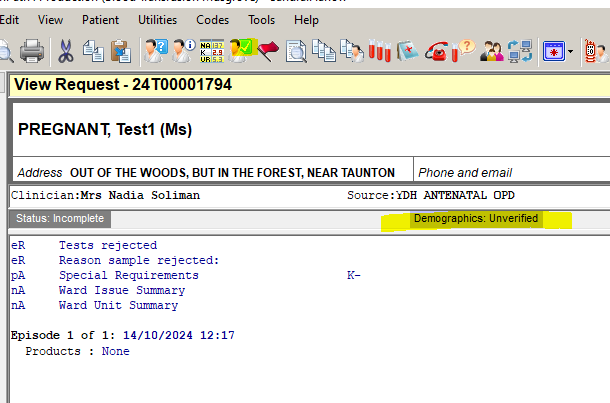 Edit View Patient Utilities Codes Tools Help
View Request - 24T00001794
PREGNANT, Test1 (Ms)
Address OUT OF THE WOODS, BUT IN THE FOREST, NEAR TAUNTON Phone and email
Clinician:Mrs Nadia Soliman Source:YDH ANTENATAL OPD
Status: Incomplete Demographics: Unverified
eR Tests rejected
eR Reason sample rejected:
pA Special Requirements K-
nA Ward Issue Summary
nA Ward Unit Summary
Episode 1 of 1: 14/10/2024 12:17
Products : None